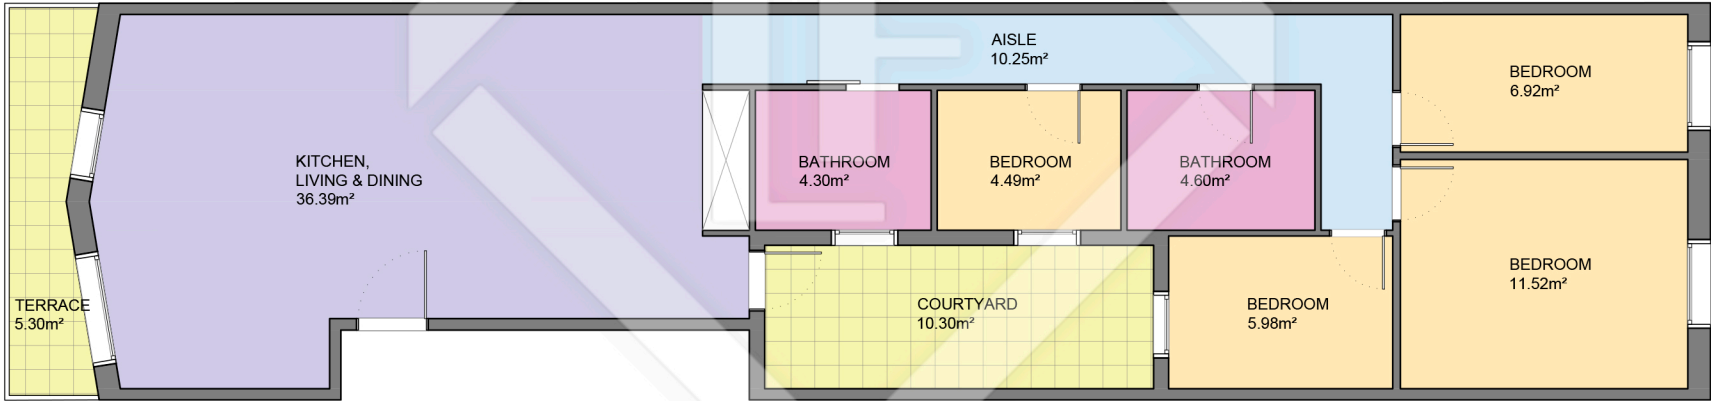 AISLE
10.25m²
BEDROOM
6.92m²
KITCHEN,
LIVING & DINING
36.39m²
BATHROOM
4.30m²
BEDROOM
4.49m²
BATHROOM
4.60m²
BEDROOM
11.52m²
TERRACE
5.30m²
COURTYARD
10.30m²
BEDROOM
5.98m²